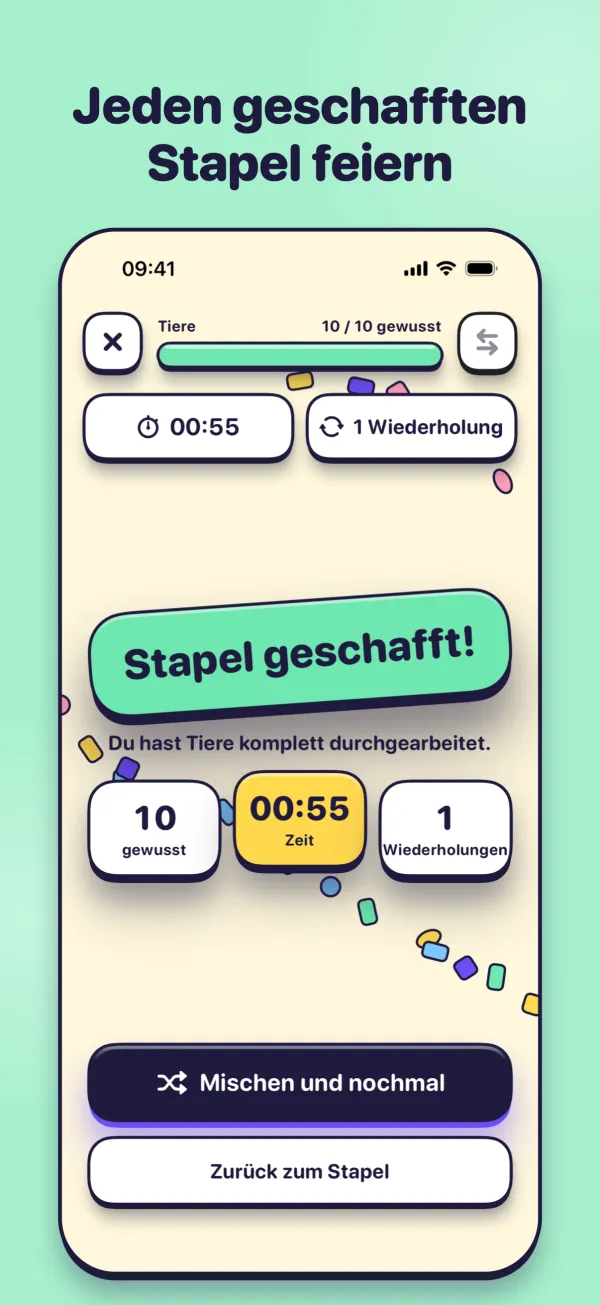 Jeden geschafften
Stapel feiern
09:41
Tiere
10 / 10 gewusst
00:55
1 Wiederholung
Stapel geschafft!
Du hast Tiere komplett durchgearbeitet.
10
gewusst
00:55
Zeit
1
Wiederholungen
Mischen und nochmal
Zurück zum Stapel